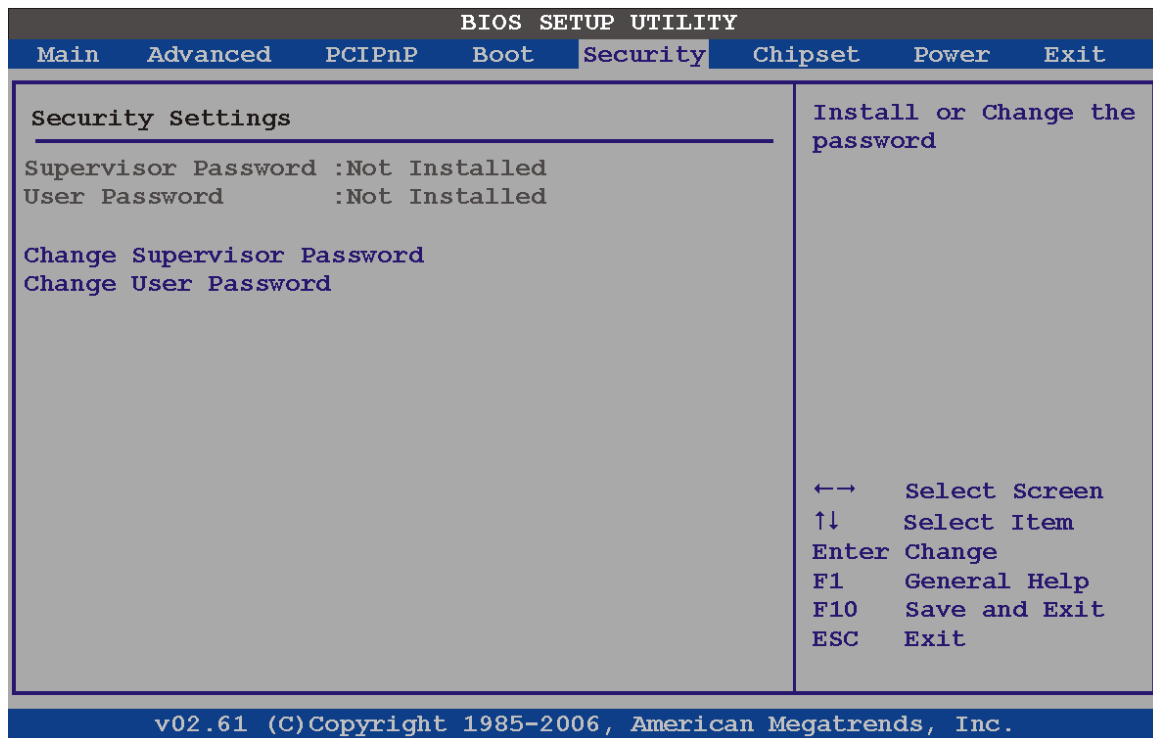 BIOS SETUP UTILITY
Main Advanced PCIPnP Boot Security Chipset Power Exit
Security Settings
Supervisor Password :Not Installed
User Password :Not Installed
Change Supervisor Password
Change User Password
Install or Change the
password
←→ Select Screen
↑↓ Select Item
Enter Change
F1 General Help
F10 Save and Exit
ESC Exit
v02.61 (C)Copyright 1985-2006, American Megatrends, Inc.